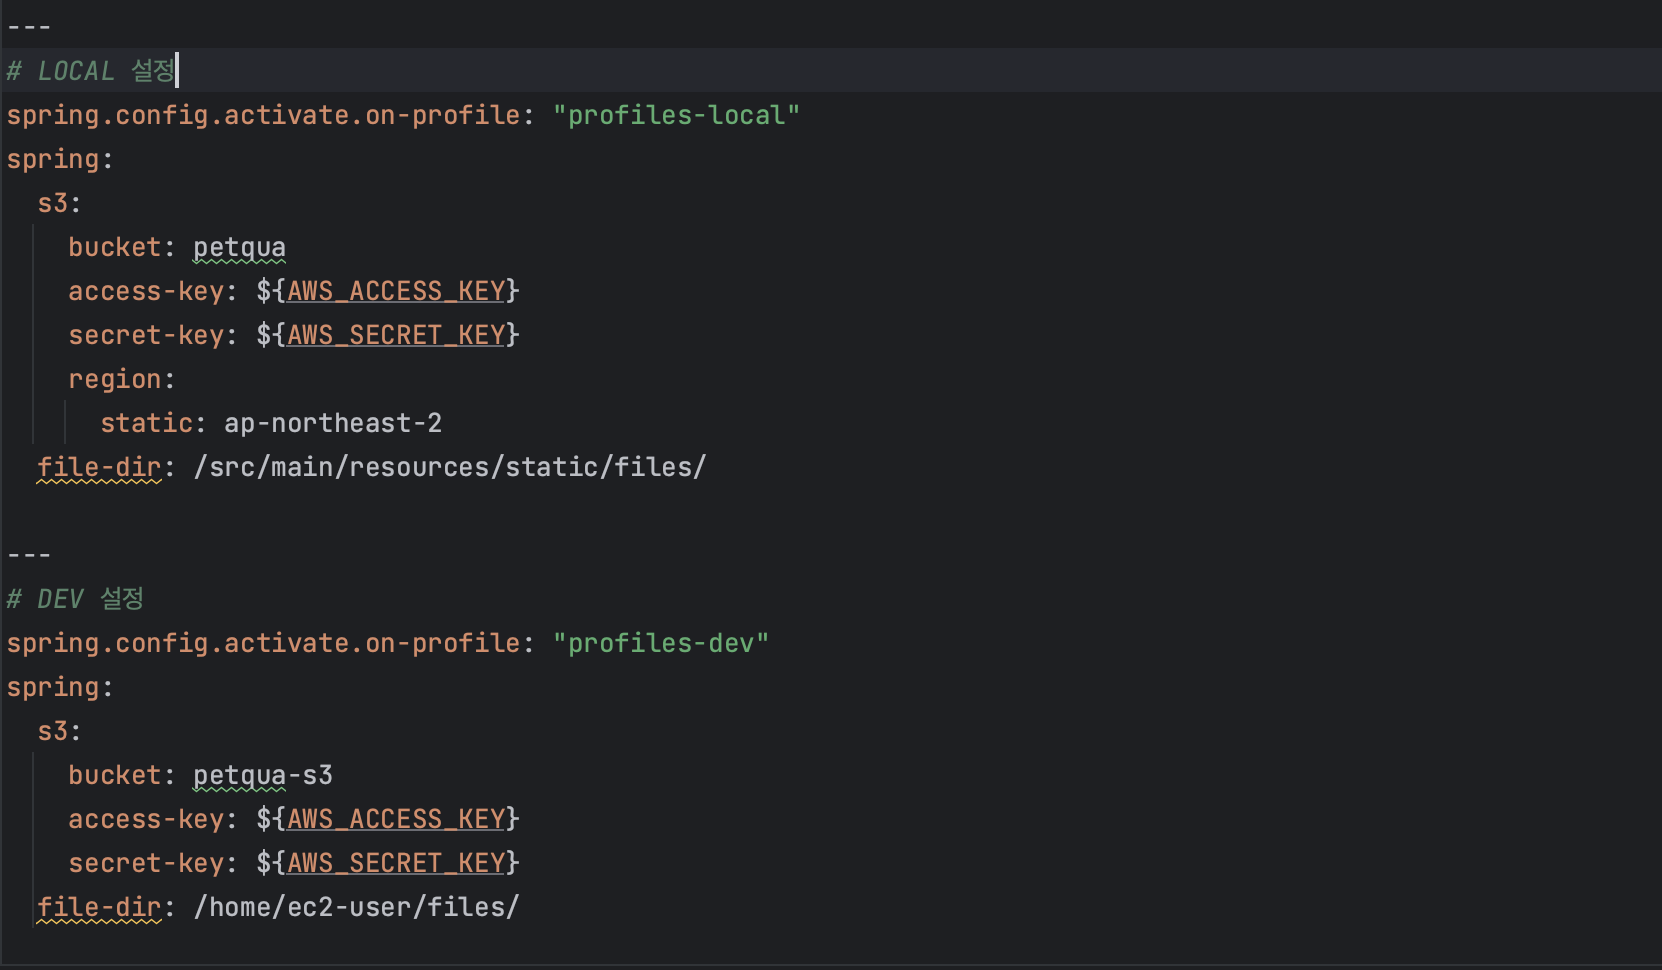 ---
# LOCAL 설정
spring.config.activate.on-profile: "profiles-local"
spring:
  s3:
    bucket: petqua
    access-key: ${AWS_ACCESS_KEY}
    secret-key: ${AWS_SECRET_KEY}
    region:
      static: ap-northeast-2
  file-dir: /src/main/resources/static/files/

---
# DEV 설정
spring.config.activate.on-profile: "profiles-dev"
spring:
  s3:
    bucket: petqua-s3
    access-key: ${AWS_ACCESS_KEY}
    secret-key: ${AWS_SECRET_KEY}
  file-dir: /home/ec2-user/files/